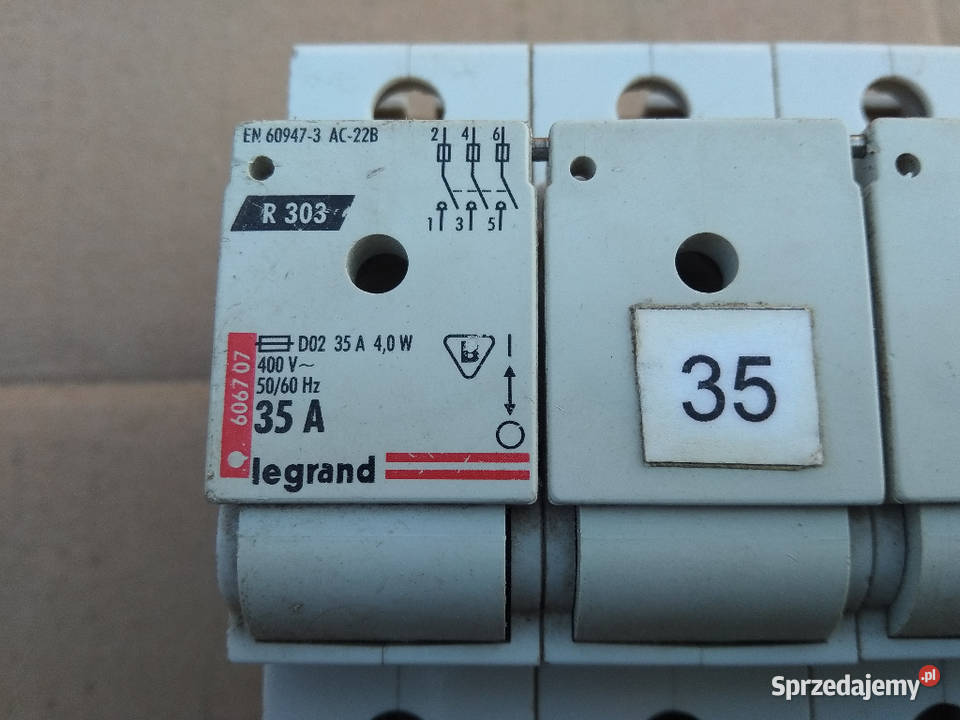 EN 60947-3 AC-22B
2 4 6
R 303
1 3 5
D02 35 A 4,0 W
400 V~
50/60 Hz
35 A
606707
B
legrand
35
Sprzedajemy.pl